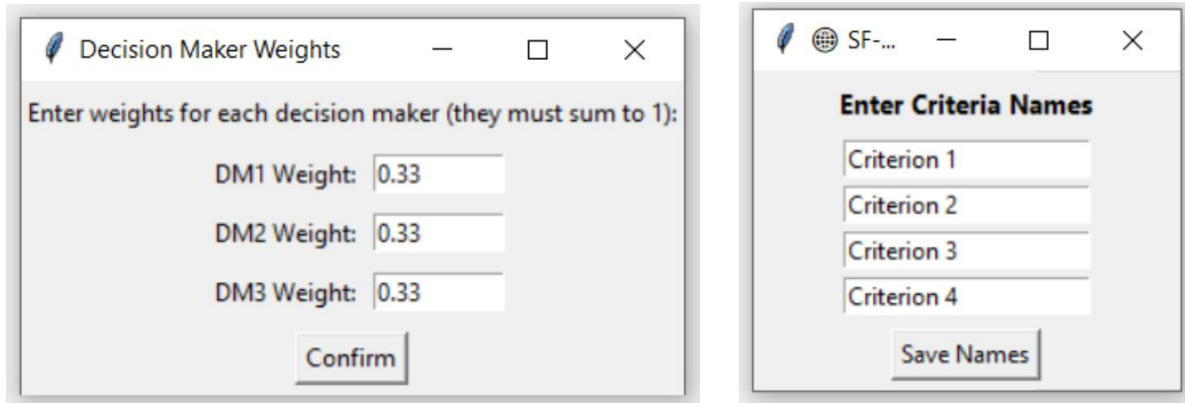 Decision Maker Weights
Enter weights for each decision maker (they must sum to 1):
DM1 Weight: 0.33
DM2 Weight: 0.33
DM3 Weight: 0.33
Confirm
SF-...
Enter Criteria Names
Criterion 1
Criterion 2
Criterion 3
Criterion 4
Save Names